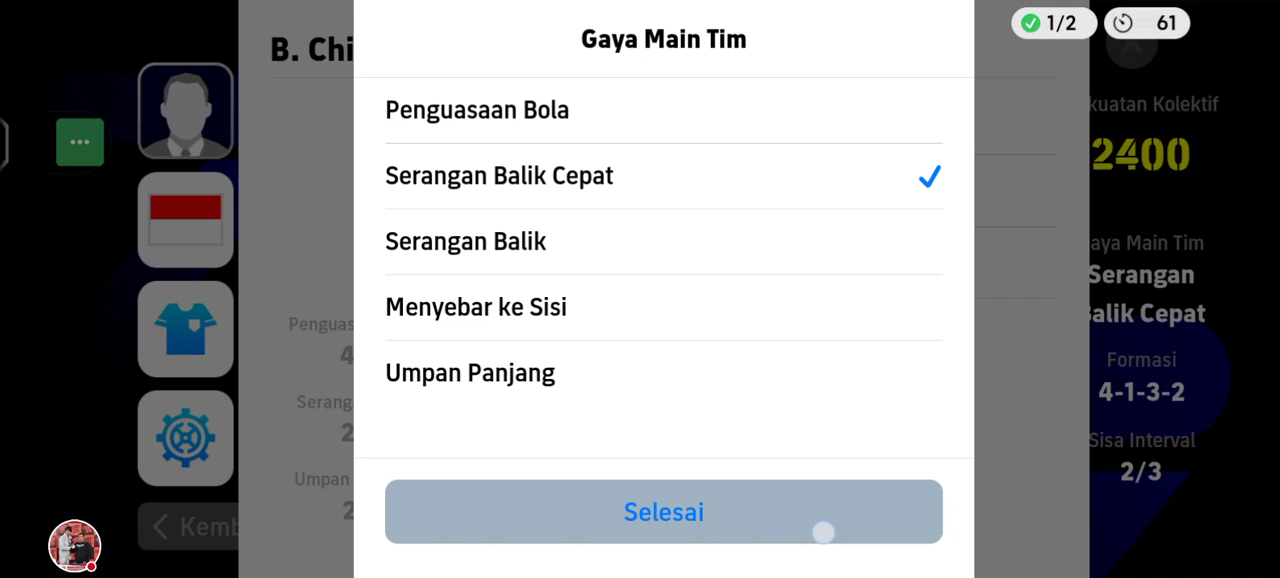 B. Chi
Gaya Main Tim
1/2
61
Penguasaan Bola
Serangan Balik Cepat
Serangan Balik
Menyebar ke Sisi
Umpan Panjang
Selesai
Penguas
4
Serang
2
Umpan
2
Kemb
kuatan Kolektif
2400
aya Main Tim
Serangan
Balik Cepat
Formasi
4-1-3-2
Sisa Interval
2/3